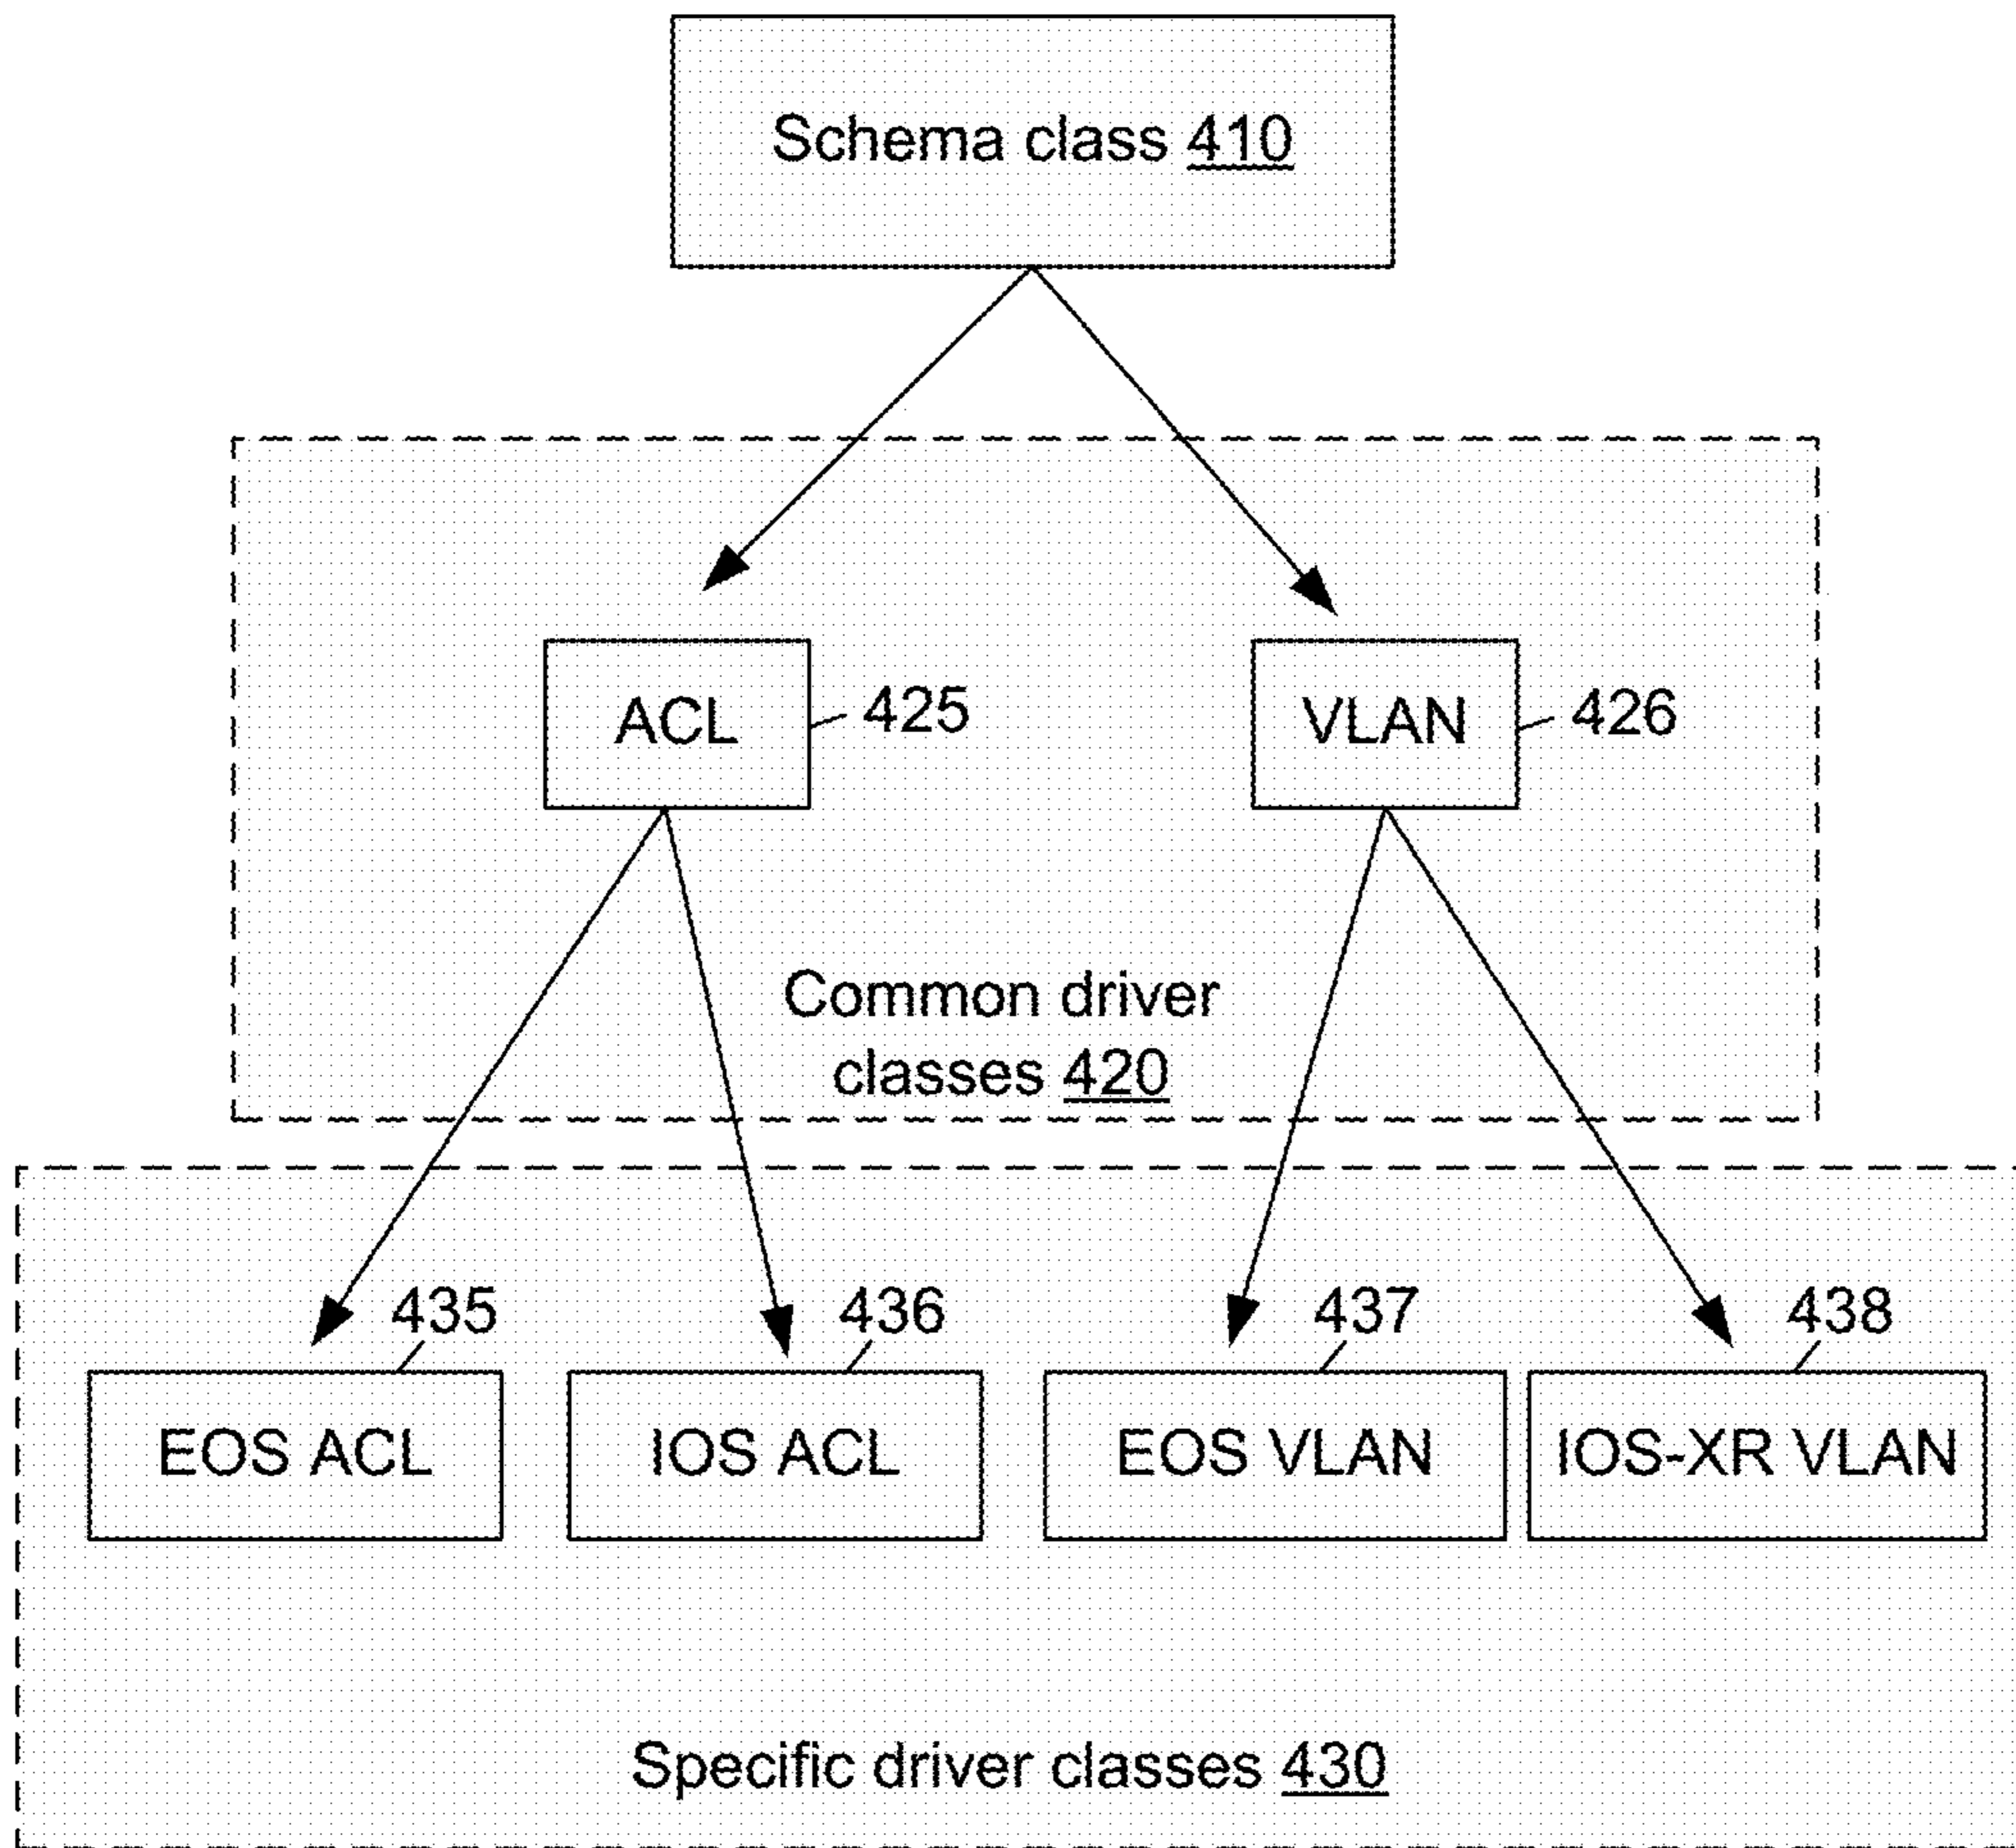 Schema class 410
ACL
425
VLAN
426
Common driver
classes 420
435
436
437
438
EOS ACL
IOS ACL
EOS VLAN
IOS-XR VLAN
Specific driver classes 430